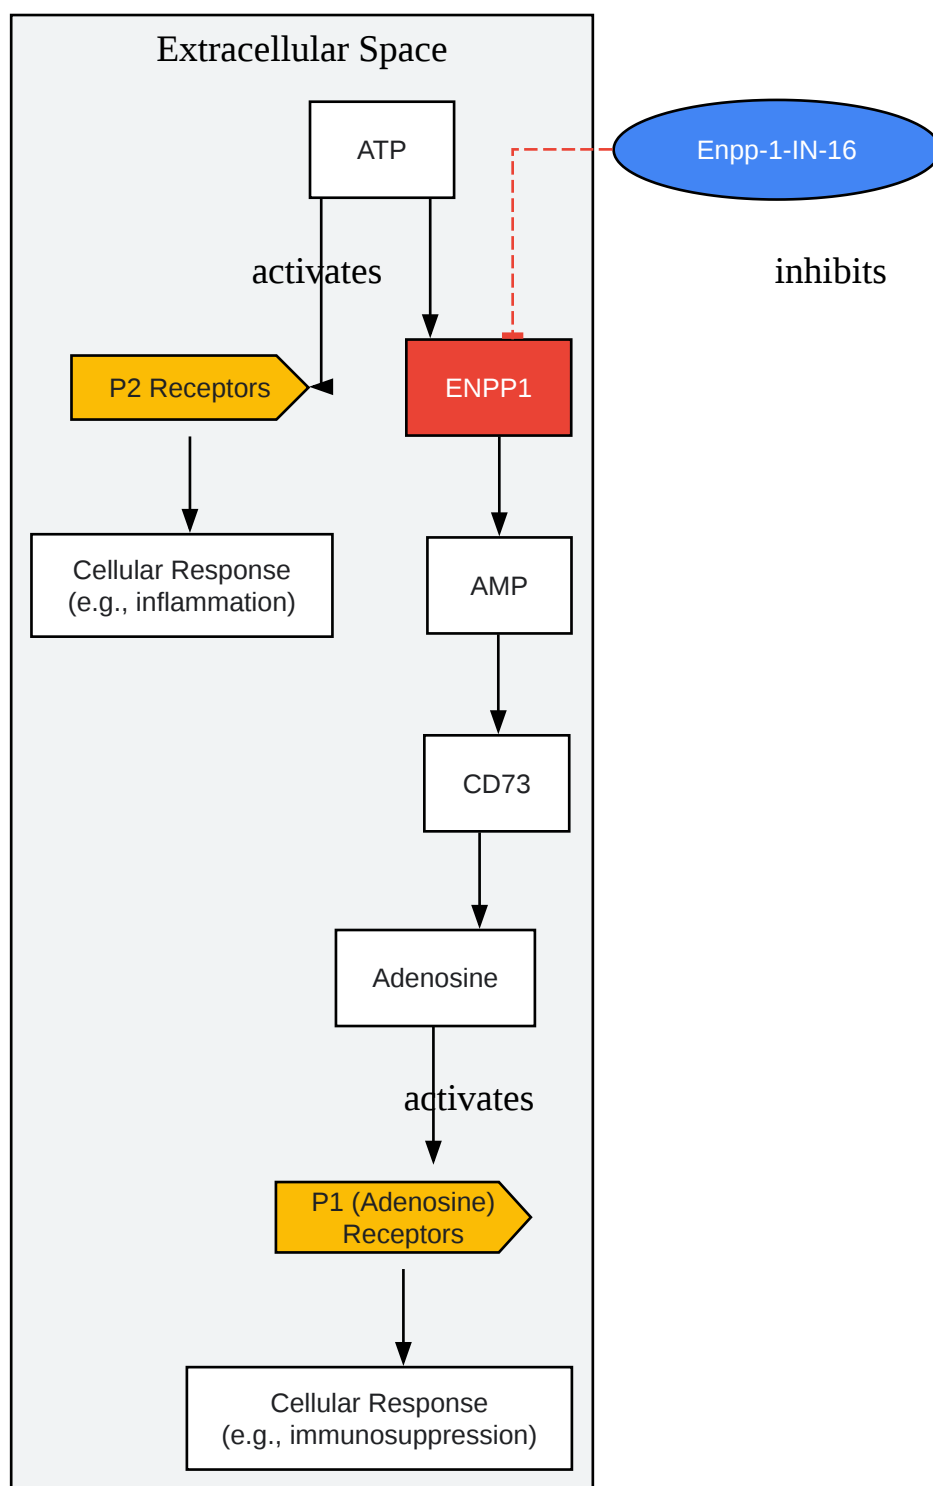 Extracellular Space
ATP
Enpp-1-IN-16
activates
inhibits
P2 Receptors
ENPP1
Cellular Response
(e.g., inflammation)
AMP
CD73
Adenosine
activates
P1 (Adenosine)
Receptors
Cellular Response
(e.g., immunosuppression)